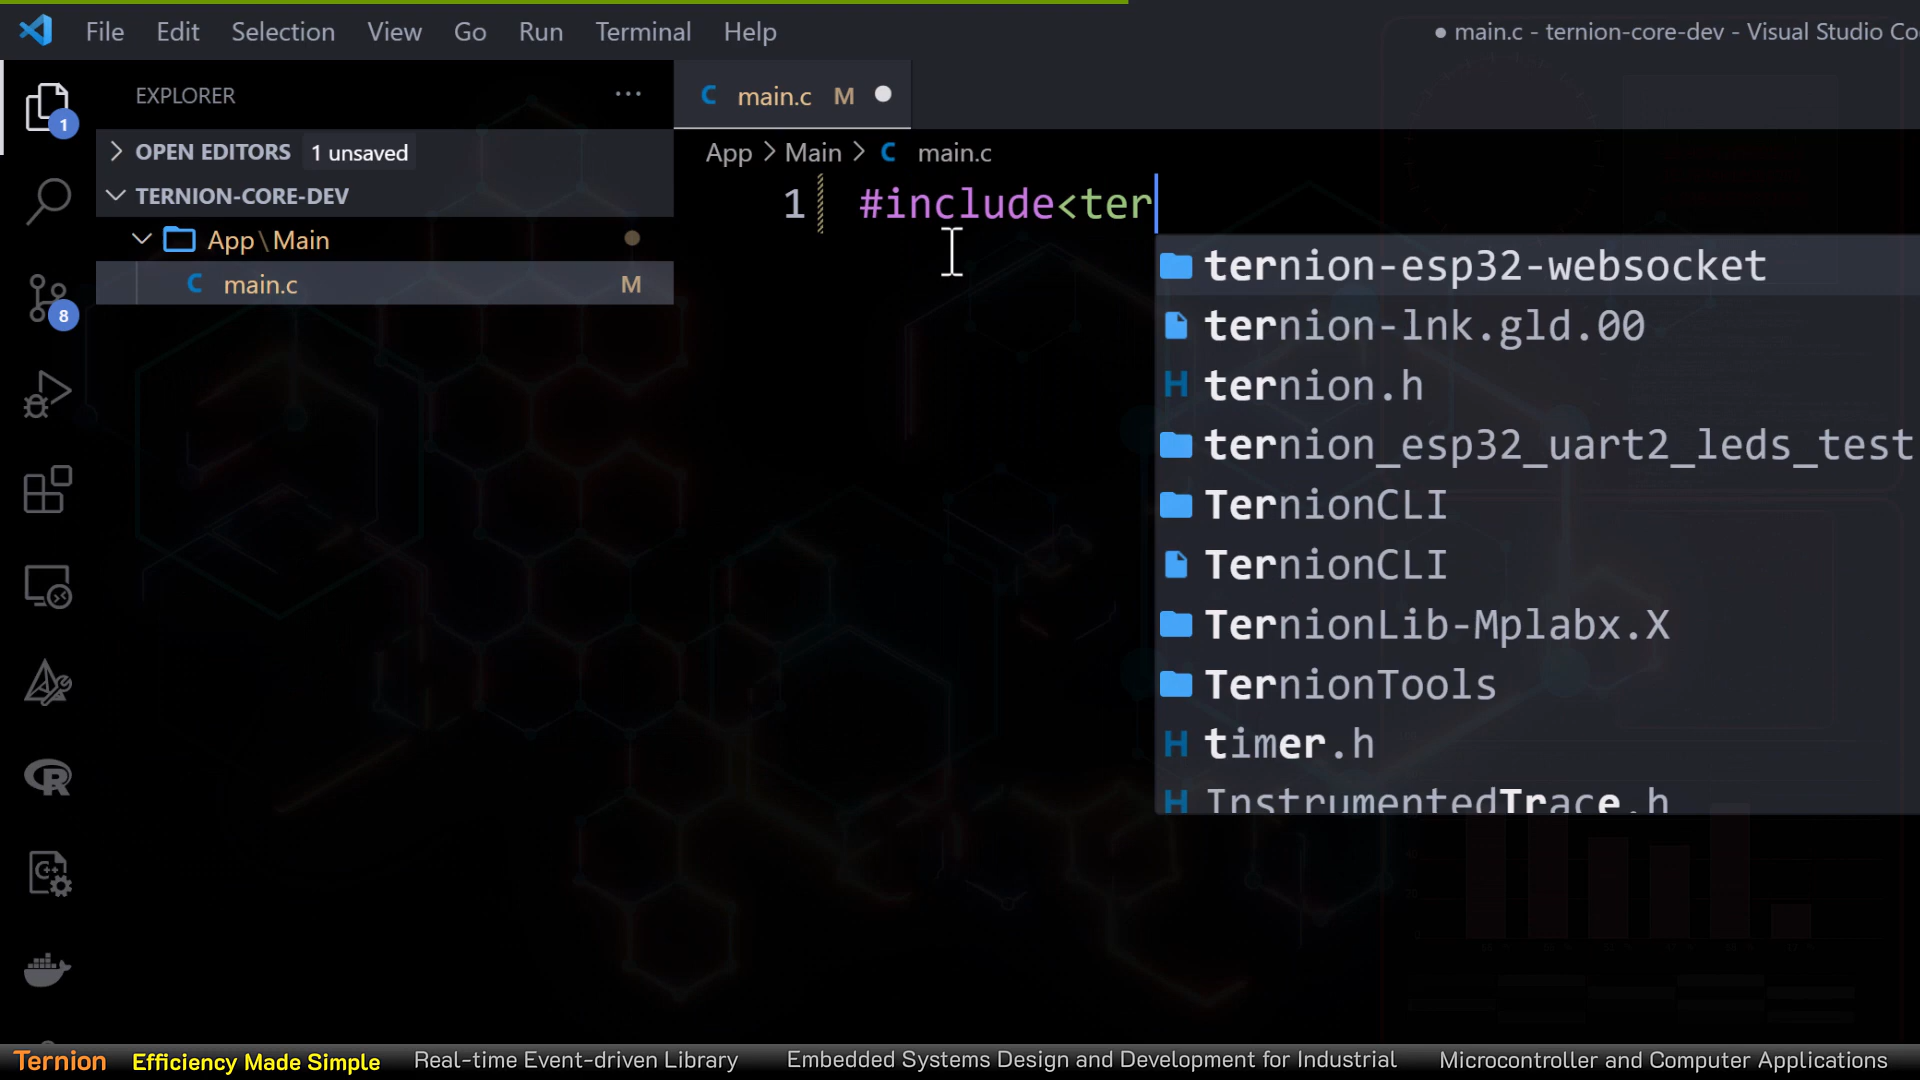 File Edit Selection View Go Run Terminal Help
● main.c - ternion-core-dev - Visual Studio Co
EXPLORER ···
1
OPEN EDITORS 1 unsaved
TERNION-CORE-DEV
App\Main
main.c M
8
C main.c M
App > Main > C main.c
1 #include<ter
ternion-esp32-websocket
ternion-lnk.gld.00
ternion.h
ternion_esp32_uart2_leds_test
TernionCLI
TernionCLI
TernionLib-Mplabx.X
TernionTools
timer.h
InstrumentedTrace.h
Ternion Efficiency Made Simple Real-time Event-driven Library Embedded Systems Design and Development for Industrial Microcontroller and Computer Applications